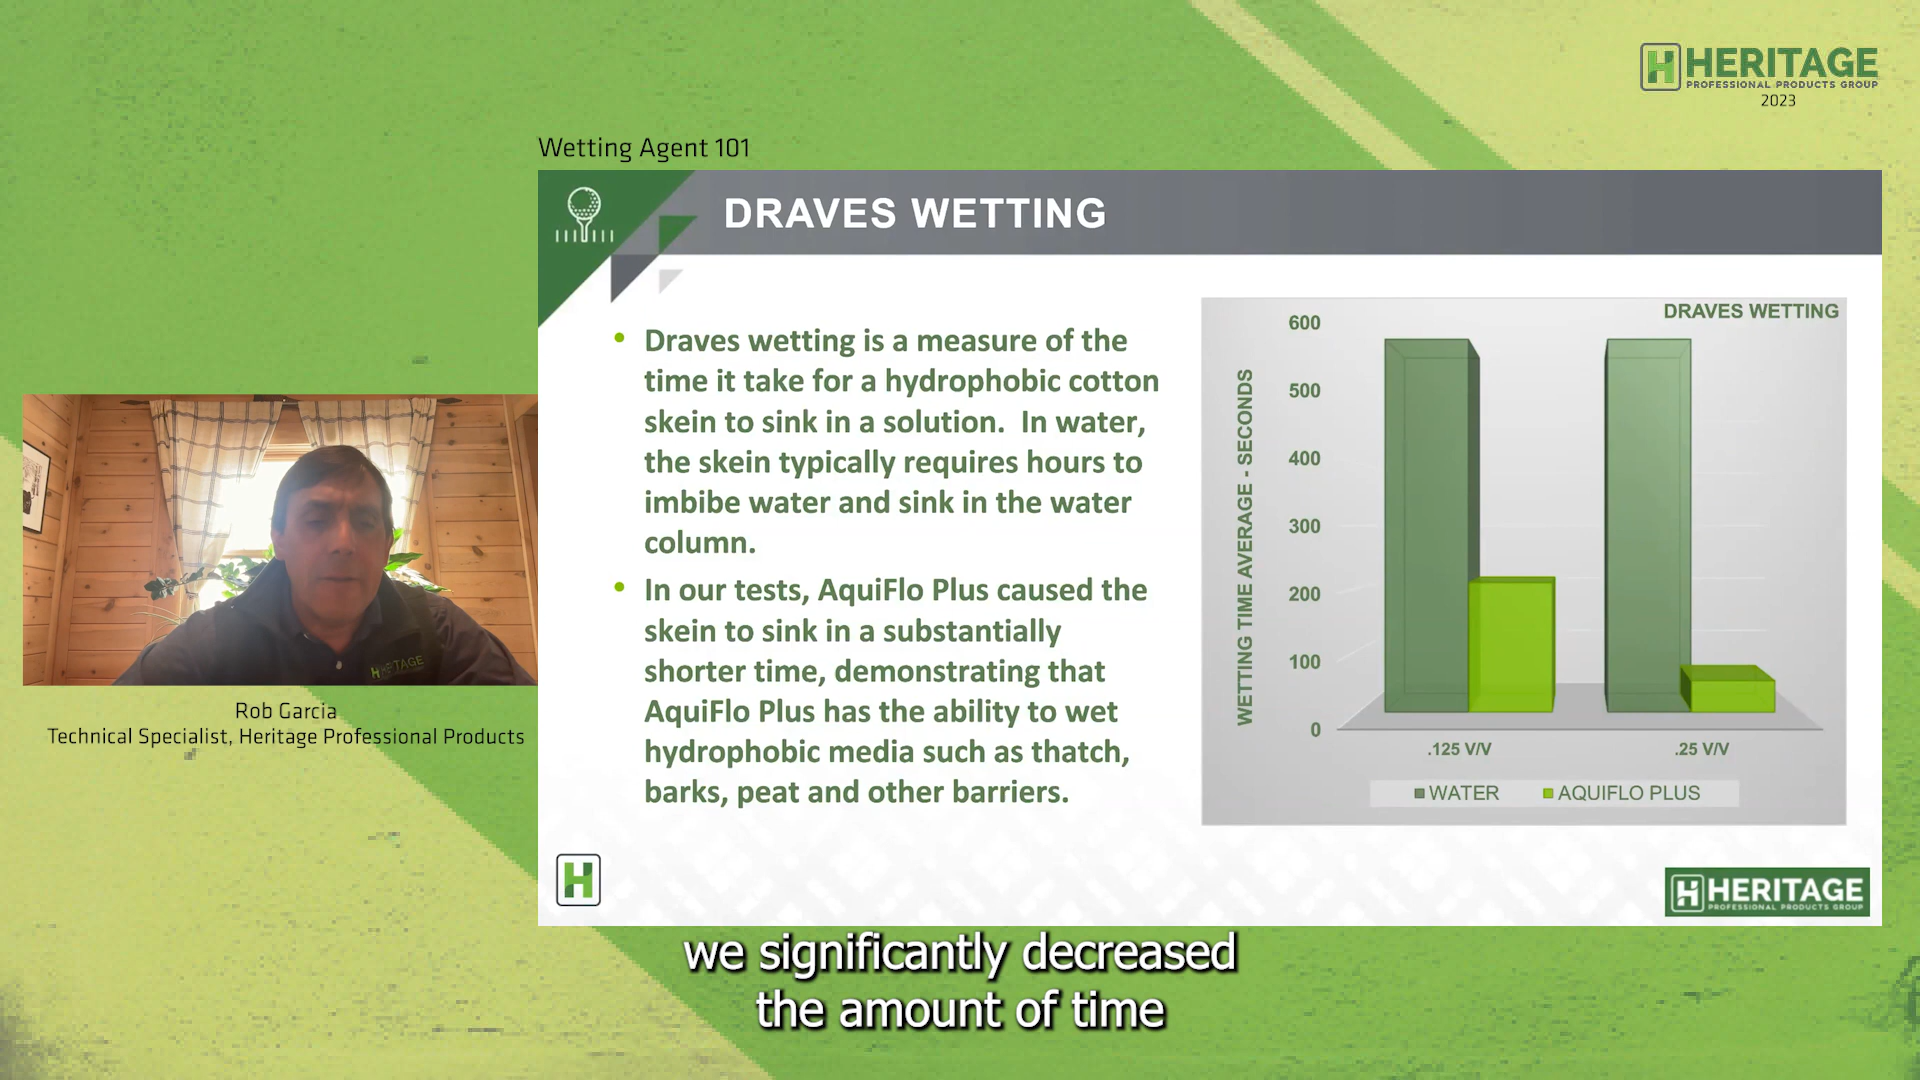 HERITAGE
PROFESSIONAL PRODUCTS GROUP
2023
Wetting Agent 101
DRAVES WETTING
Draves wetting is a measure of the
time it take for a hydrophobic cotton
skein to sink in a solution.  In water,
the skein typically requires hours to
imbibe water and sink in the water
column.
In our tests, AquiFlo Plus caused the
skein to sink in a substantially
shorter time, demonstrating that
AquiFlo Plus has the ability to wet
hydrophobic media such as thatch,
barks, peat and other barriers.
DRAVES WETTING
WETTING TIME AVERAGE - SECONDS
600
500
400
300
200
100
0
.125 V/V
.25 V/V
WATER
AQUIFLO PLUS
HERITAGE
Rob Garcia
Technical Specialist, Heritage Professional Products
H
HERITAGE
PROFESSIONAL PRODUCTS GROUP
we significantly decreased
the amount of time